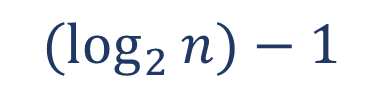 (log₂ n) − 1